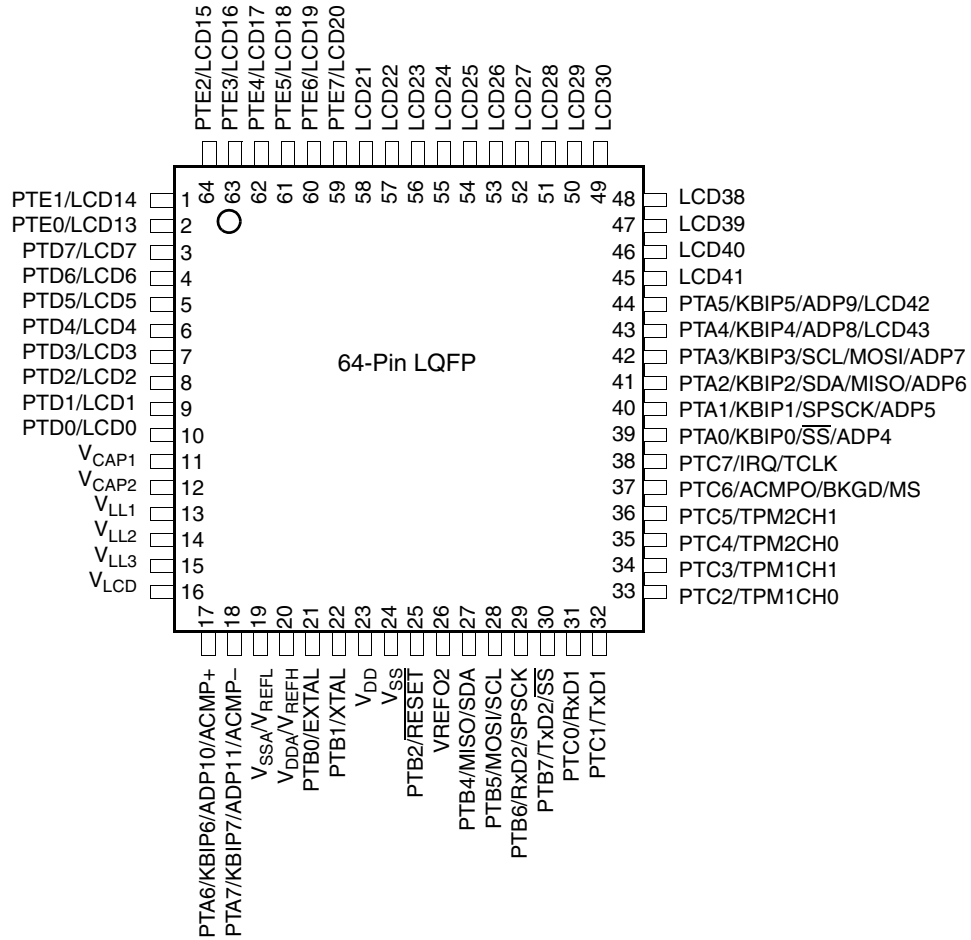 PTE2/LCD15
PTE3/LCD16
PTE4/LCD17
PTE5/LCD18
PTE6/LCD19
PTE7/LCD20
LCD21
LCD22
LCD23
LCD24
LCD25
LCD26
LCD27
LCD28
LCD29
LCD30
64
63
62
61
60
59
58
57
56
55
54
53
52
51
50
49
PTE1/LCD14 1
PTE0/LCD13 2
PTD7/LCD7 3
PTD6/LCD6 4
PTD5/LCD5 5
PTD4/LCD4 6
PTD3/LCD3 7
PTD2/LCD2 8
PTD1/LCD1 9
PTD0/LCD0 10
VCAP1 11
VCAP2 12
VLL1 13
VLL2 14
VLL3 15
VLCD 16
64-Pin LQFP
48 LCD38
47 LCD39
46 LCD40
45 LCD41
44 PTA5/KBIP5/ADP9/LCD42
43 PTA4/KBIP4/ADP8/LCD43
42 PTA3/KBIP3/SCL/MOSI/ADP7
41 PTA2/KBIP2/SDA/MISO/ADP6
40 PTA1/KBIP1/SPSCK/ADP5
39 PTA0/KBIP0/SS/ADP4
38 PTC7/IRQ/TCLK
37 PTC6/ACMPO/BKGD/MS
36 PTC5/TPM2CH1
35 PTC4/TPM2CH0
34 PTC3/TPM1CH1
33 PTC2/TPM1CH0
17
18
19
20
21
22
23
24
25
26
27
28
29
30
31
32
PTA6/KBIP6/ADP10/ACMP+
PTA7/KBIP7/ADP11/ACMP–
VSSA/VREFL
VDDA/VREFH
PTB0/EXTAL
PTB1/XTAL
VDD
VSS
PTB2/RESET
VREFO2
PTB4/MISO/SDA
PTB5/MOSI/SCL
PTB6/RxD2/SPSCK
PTB7/TxD2/SS
PTC0/RxD1
PTC1/TxD1